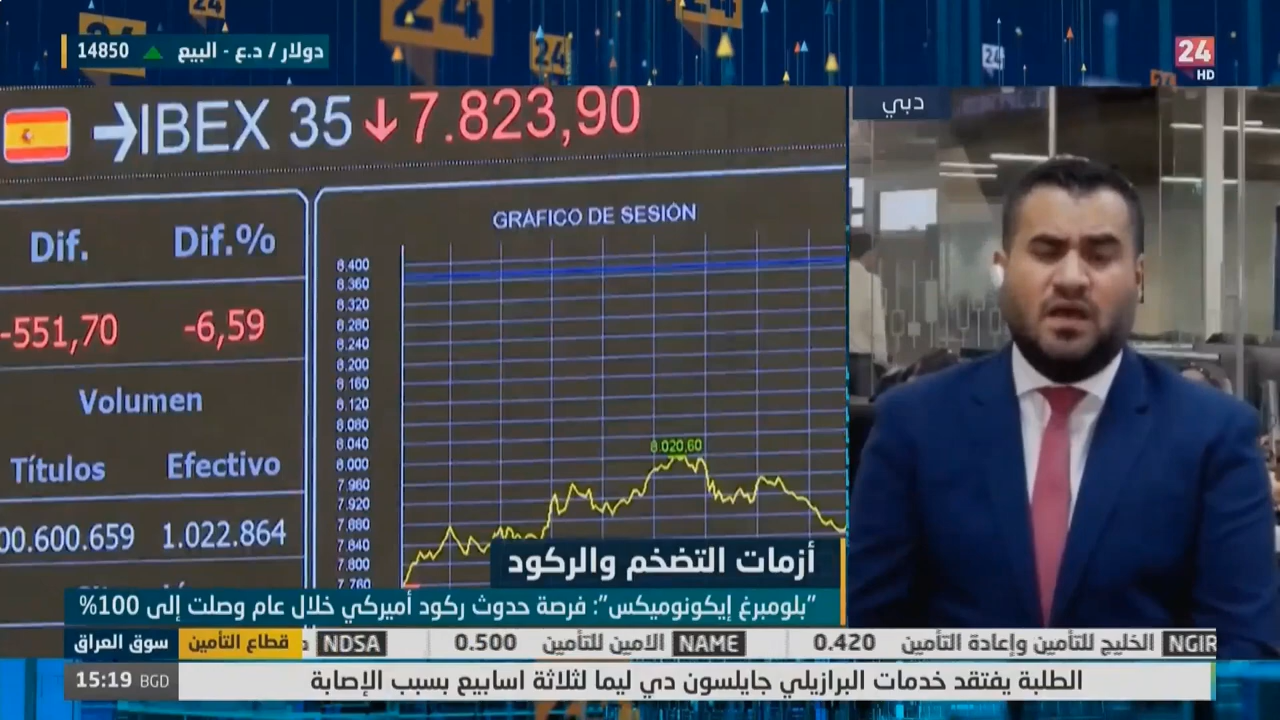 14850 دولار / د.ع - البيع
24
HD
دبي
IBEX 35 7.823,90
GRÁFICO DE SESIÓN
Dif. Dif.%
-551,70 -6,59
Volumen
Títulos Efectivo
00.600.659 1.022.864
8.400
8.360
8.320
8.280
8.240
8.200
8.160
8.120
8.080
8.040
8.000
7.960
7.920
7.880
7.840
7.800
7.760
8.020,60
أزمات التضخم والركود
"بلومبرغ إيكونوميكس": فرصة حدوث ركود أميركي خلال عام وصلت إلى 100%
سوق العراق قطاع التأمين NDSA 0.500 الامين للتأمين NAME 0.420 الخليج للتأمين وإعادة التأمين NGIR
15:19 BGD الطلبة يفتقد خدمات البرازيلي جايلسون دي ليما لثلاثة اسابيع بسبب الإصابة